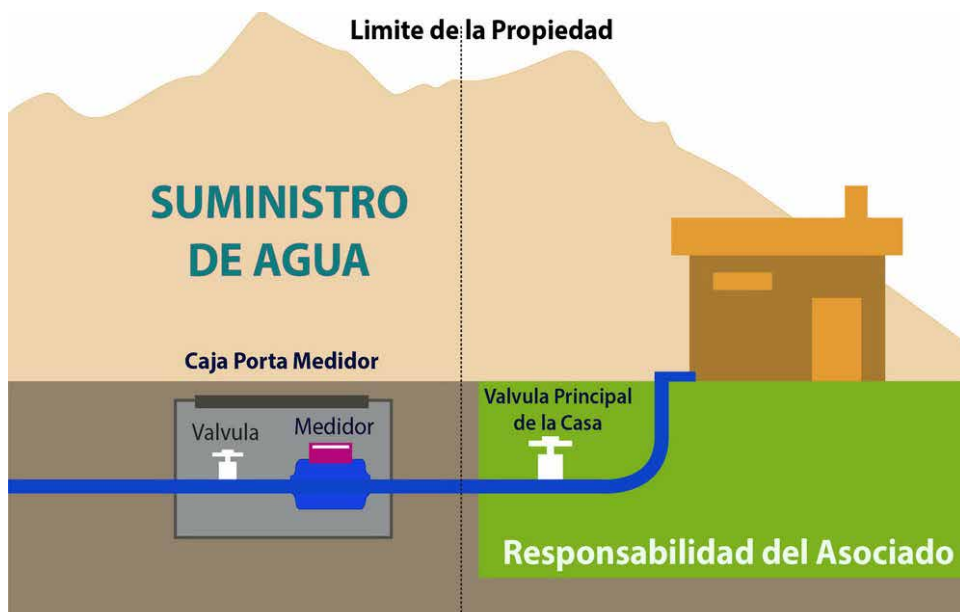 Limite de la Propiedad
SUMINISTRO
DE AGUA
Caja Porta Medidor
Valvula
Medidor
Valvula Principal
de la Casa
Responsabilidad del Asociado